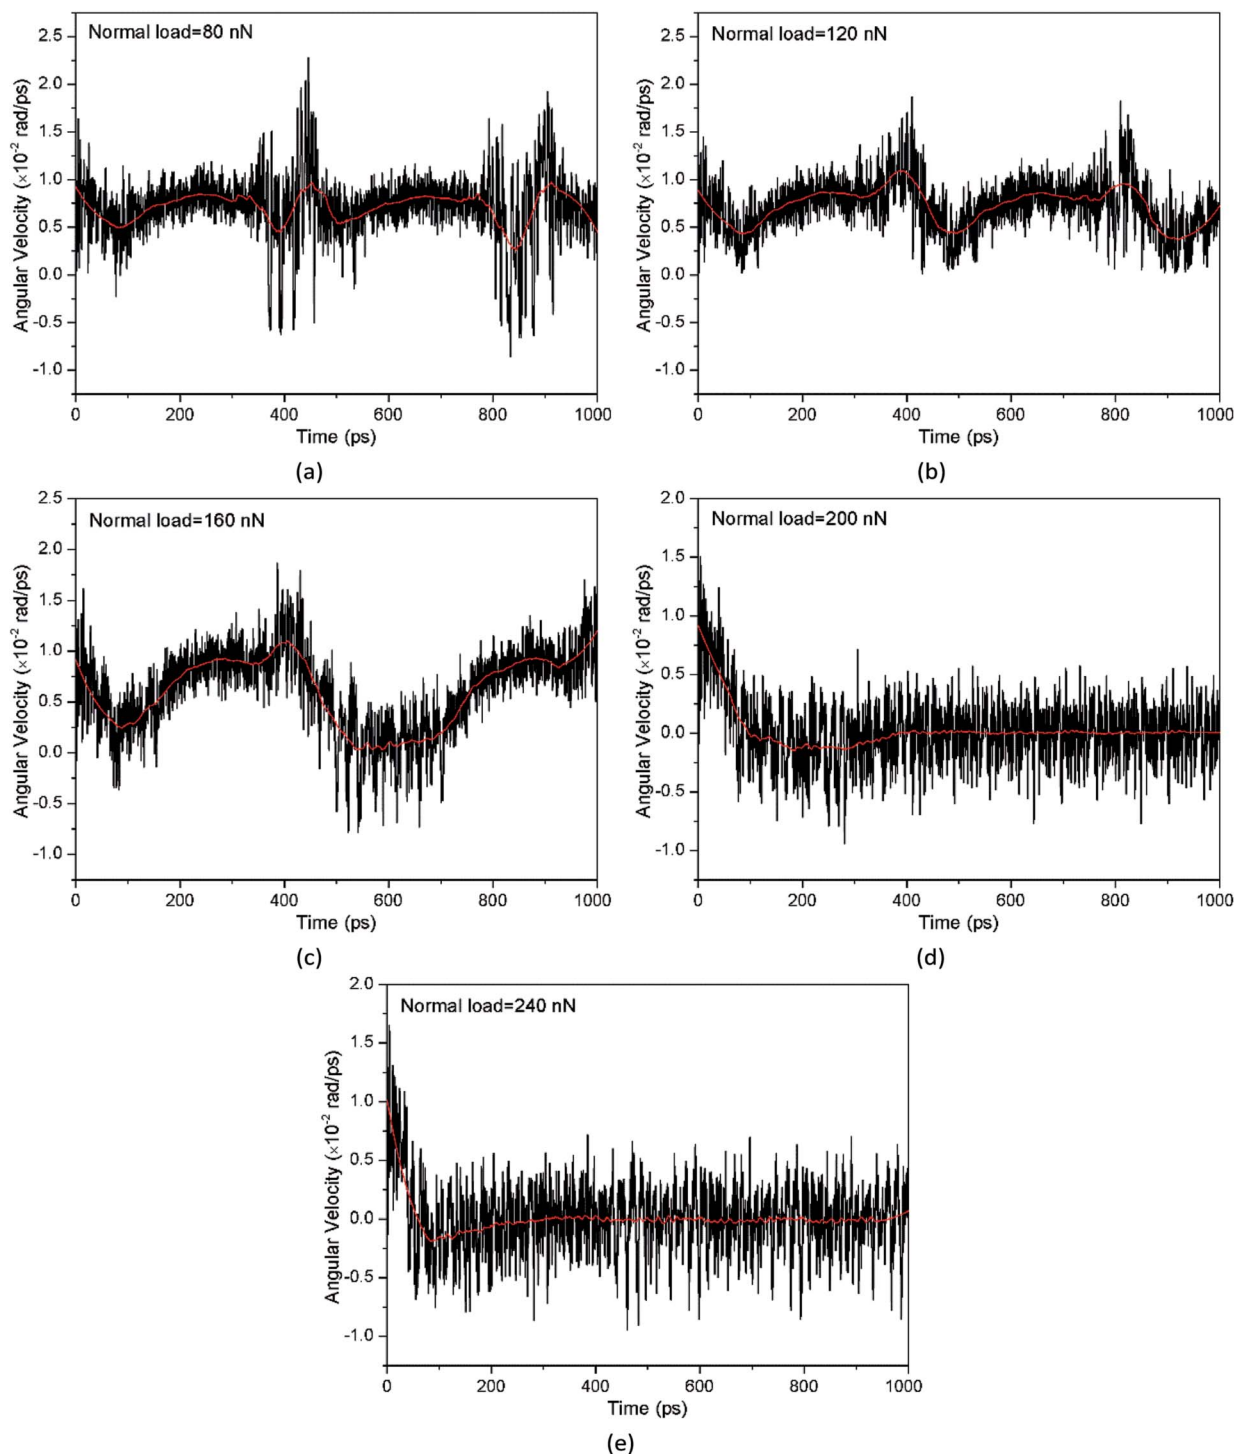 Normal load=80 nN
Angular Velocity (×10⁻² rad/ps)
2.5
2.0
1.5
1.0
0.5
0.0
-0.5
-1.0
0 200 400 600 800 1000
Time (ps)
(a)
Normal load=120 nN
Angular Velocity (×10⁻² rad/ps)
2.5
2.0
1.5
1.0
0.5
0.0
-0.5
-1.0
0 200 400 600 800 1000
Time (ps)
(b)
Normal load=160 nN
Angular Velocity (×10⁻² rad/ps)
2.5
2.0
1.5
1.0
0.5
0.0
-0.5
-1.0
0 200 400 600 800 1000
Time (ps)
(c)
Normal load=200 nN
Angular Velocity (×10⁻² rad/ps)
2.0
1.5
1.0
0.5
0.0
-0.5
-1.0
0 200 400 600 800 1000
Time (ps)
(d)
Normal load=240 nN
Angular Velocity (×10⁻² rad/ps)
2.0
1.5
1.0
0.5
0.0
-0.5
-1.0
0 200 400 600 800 1000
Time (ps)
(e)